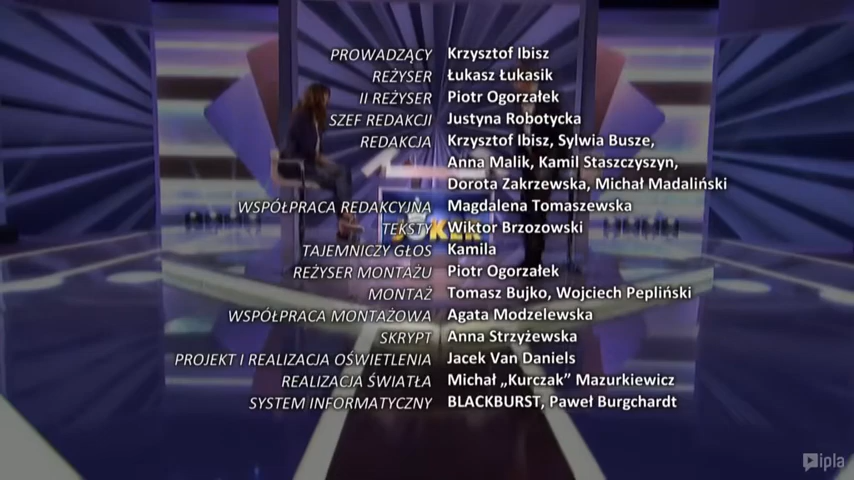 PROWADZĄCY Krzysztof Ibisz
REŻYSER Łukasz Łukasik
II REŻYSER Piotr Ogorzałek
SZEF REDAKCJI Justyna Robotycka
REDAKCJA Krzysztof Ibisz, Sylwia Busze,
Anna Malik, Kamil Staszczyszyn,
Dorota Zakrzewska, Michał Madaliński
WSPÓŁPRACA REDAKCYJNA Magdalena Tomaszewska
TEKSTY Wiktor Brzozowski
JOKER
TAJEMNICZY GŁOS Kamila
REŻYSER MONTAŻU Piotr Ogorzałek
MONTAŻ Tomasz Bujko, Wojciech Pepliński
WSPÓŁPRACA MONTAŻOWA Agata Modzelewska
SKRYPT Anna Strzyżewska
PROJEKT I REALIZACJA OŚWIETLENIA Jacek Van Daniels
REALIZACJA ŚWIATŁA Michał „Kurczak” Mazurkiewicz
SYSTEM INFORMATYCZNY BLACKBURST, Paweł Burgchardt
ipla